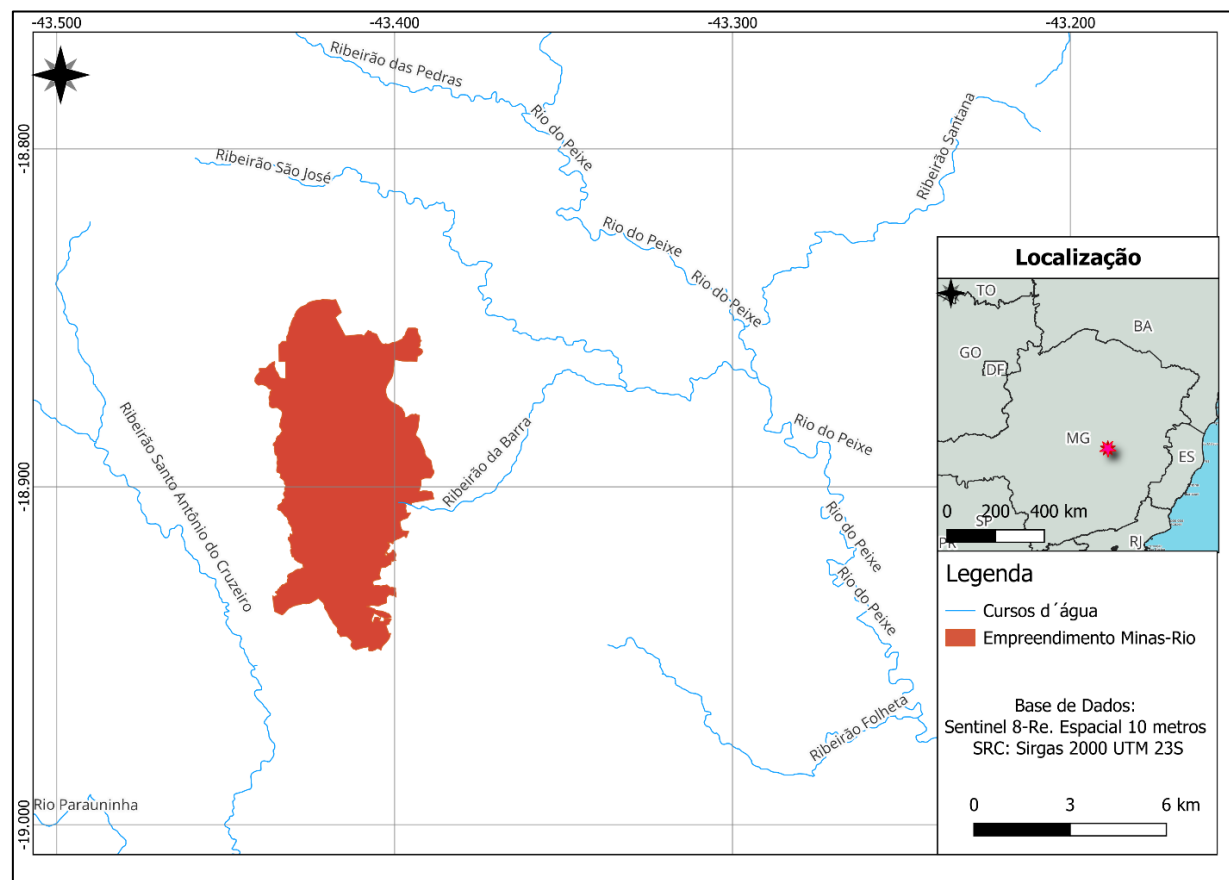 -43.500
-43.400
-43.300
-43.200
Ribeirão das Pedras
Rio do Peixe
Ribeirão Santana
-18.800
Ribeirão São José
Rio do Peixe
Rio do Peixe
Ribeirão Santo Antônio do Cruzeiro
Ribeirão da Barra
Rio do Peixe
-18.900
Rio do Peixe
Rio do Peixe
Ribeirão Folheta
Rio Parauninha
-19.000
Localização
TO
BA
GO
DF
MG
ES
0 200 400 km
SP
PR
RJ
Legenda
Cursos d´água
Empreendimento Minas-Rio
Base de Dados:
Sentinel 8-Re. Espacial 10 metros
SRC: Sirgas 2000 UTM 23S
0 3 6 km